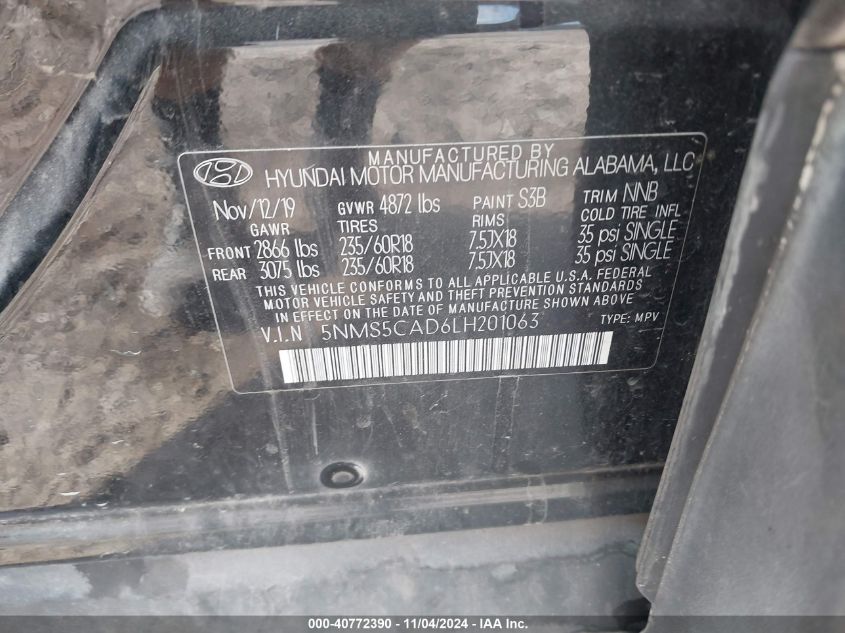 MANUFACTURED BY
HYUNDAI MOTOR MANUFACTURING ALABAMA, LLC
Nov/12/19 GVWR 4872 lbs PAINT S3B TRIM NNB
GAWR TIRES RIMS COLD TIRE INFL
FRONT 2866 lbs 235/60R18 7.5JX18 35 psi SINGLE
REAR 3075 lbs 235/60R18 7.5JX18 35 psi SINGLE
THIS VEHICLE CONFORMS TO ALL APPLICABLE U.S.A. FEDERAL
MOTOR VEHICLE SAFETY AND THEFT PREVENTION STANDARDS
IN EFFECT ON THE DATE OF MANUFACTURE SHOWN ABOVE
V.I.N 5NMS5CAD6LH201063 TYPE: MPV
000-40772390 - 11/04/2024 - IAA Inc.